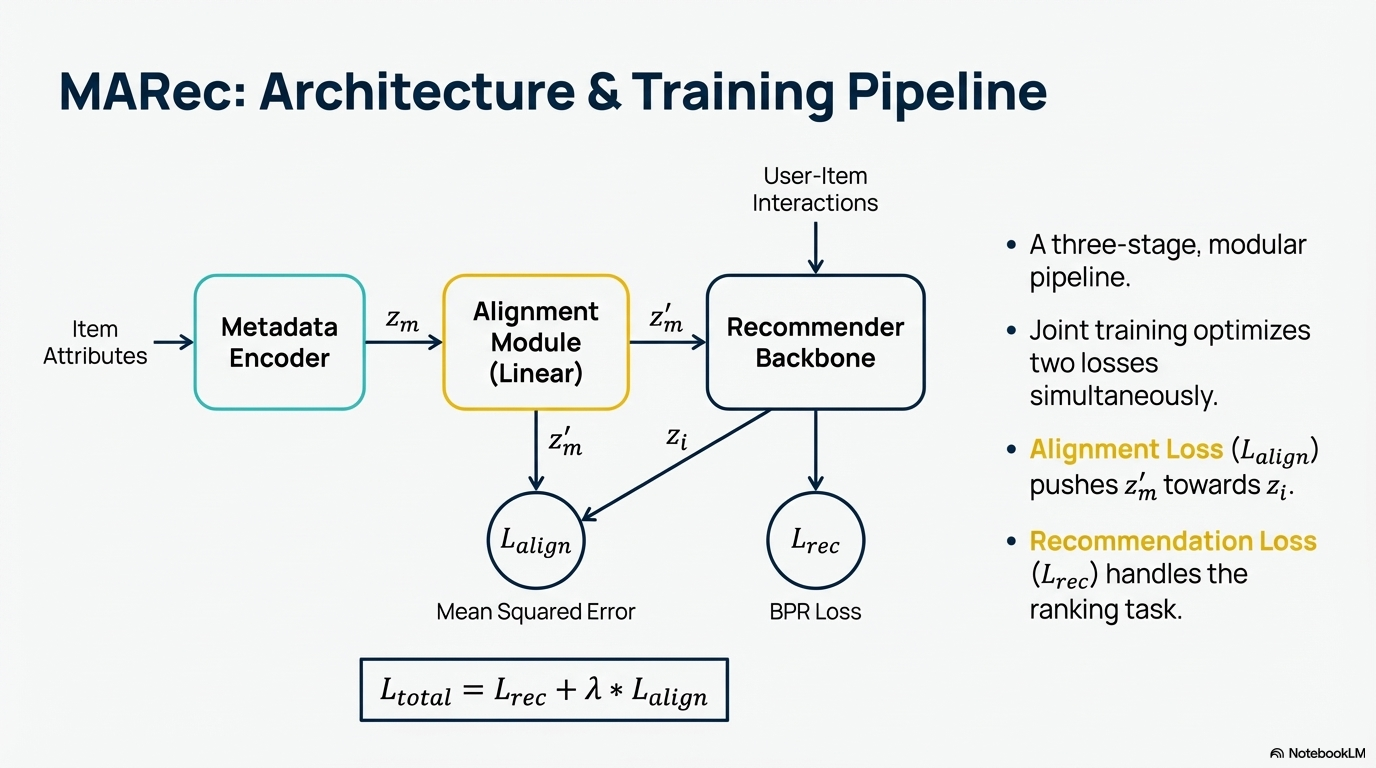 MARec: Architecture & Training Pipeline
User-Item
Interactions
Item
Attributes
Metadata
Encoder
z_m
Alignment
Module
(Linear)
z'_m
Recommender
Backbone
z'_m
z_i
L_align
Mean Squared Error
L_rec
BPR Loss
L_total = L_rec + λ * L_align
• A three-stage, modular
pipeline.
• Joint training optimizes
two losses
simultaneously.
• Alignment Loss (L_align)
pushes z'_m towards z_i.
• Recommendation Loss
(L_rec) handles the
ranking task.
NotebookLM